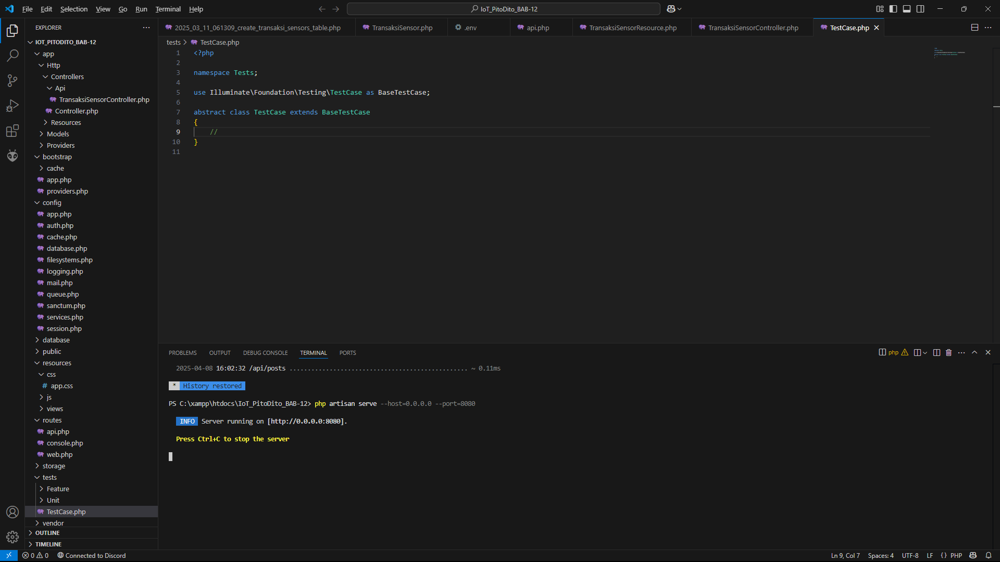 File Edit Selection View Go Run Terminal Help
IoT_PitoDito_BAB-12
EXPLORER
IOT_PITODITO_BAB-12
app
Http
Controllers
Api
TransaksiSensorController.php
Controller.php
Resources
Models
Providers
bootstrap
cache
app.php
providers.php
config
app.php
auth.php
cache.php
database.php
filesystems.php
logging.php
mail.php
queue.php
sanctum.php
services.php
session.php
database
public
resources
css
# app.css
js
views
routes
api.php
console.php
web.php
storage
tests
Feature
Unit
TestCase.php
vendor
OUTLINE
TIMELINE
2025_03_11_061309_create_transaksi_sensors_table.php TransaksiSensor.php .env api.php TransaksiSensorResource.php TransaksiSensorController.php TestCase.php
tests > TestCase.php
1 <?php
2
3 namespace Tests;
4
5 use Illuminate\Foundation\Testing\TestCase as BaseTestCase;
6
7 abstract class TestCase extends BaseTestCase
8 {
9 //
10 }
11
PROBLEMS OUTPUT DEBUG CONSOLE TERMINAL PORTS
php
2025-04-08 16:02:32 /api/posts ................................................. ~ 0.11ms
* History restored
PS C:\xampp\htdocs\IoT_PitoDito_BAB-12> php artisan serve --host=0.0.0.0 --port=8080
INFO Server running on [http://0.0.0.0:8080].
Press Ctrl+C to stop the server
0 0 Connected to Discord
Ln 9, Col 7 Spaces: 4 UTF-8 LF {} PHP